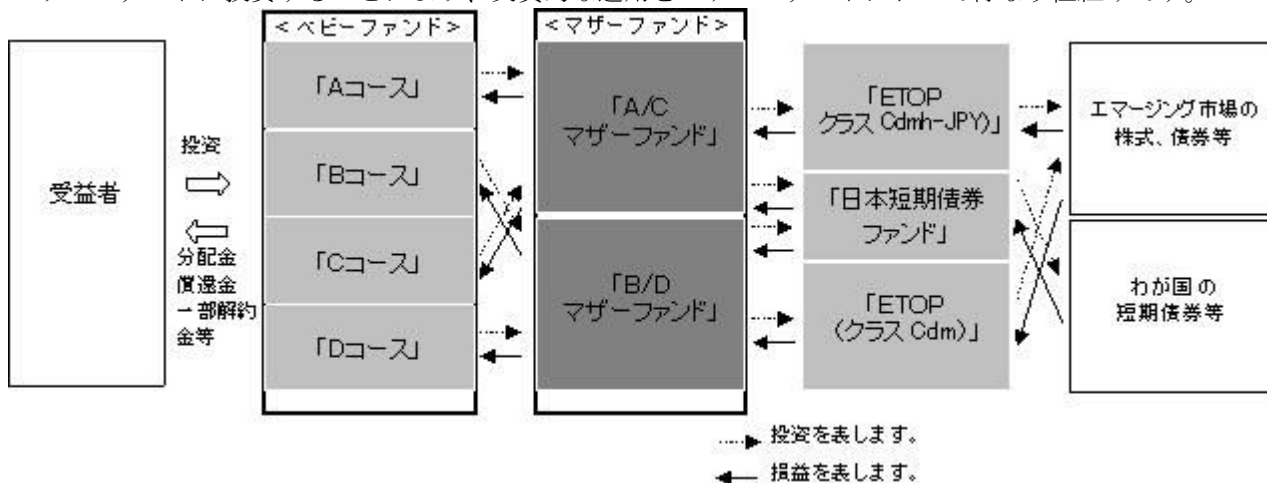 ＜ベビーファンド＞
＜マザーファンド＞
受益者
投資
分配金
償還金
一部解約
金等
「Aコース」
「Bコース」
「Cコース」
「Dコース」
「A/C
マザーファンド」
「B/D
マザーファンド」
「ETOP
クラス Cdmh-JPY)」
「日本短期債券
ファンド」
「ETOP
(クラス Cdm)」
エマージング市場の
株式、債券等
わが国の
短期債券等
投資を表します。
損益を表します。